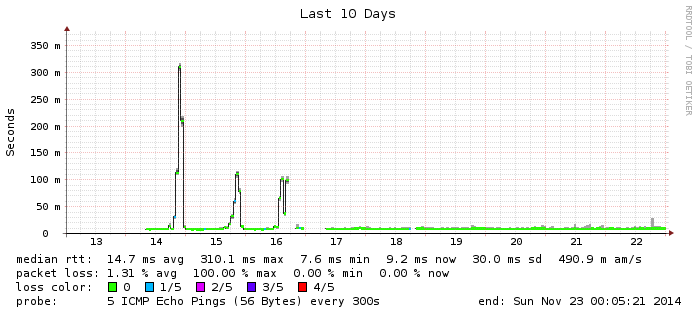 Last 10 Days
RRDTOOL / TOBI OETIKER
Seconds
350 m
300 m
250 m
200 m
150 m
100 m
50 m
0
13 14 15 16 17 18 19 20 21 22
median rtt: 14.7 ms avg 310.1 ms max 7.6 ms min 9.2 ms now 30.0 ms sd 490.9 m am/s
packet loss: 1.31 % avg 100.00 % max 0.00 % min 0.00 % now
loss color: 0 1/5 2/5 3/5 4/5
probe: 5 ICMP Echo Pings (56 Bytes) every 300s end: Sun Nov 23 00:05:21 2014